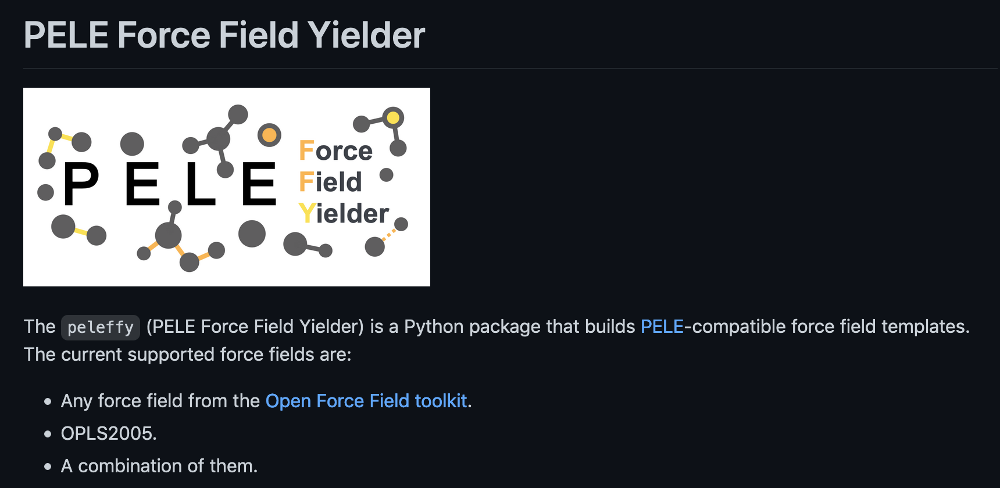 PELE Force Field Yielder
PELE
Force
Field
Yielder
The peleffy (PELE Force Field Yielder) is a Python package that builds PELE-compatible force field templates.
The current supported force fields are:
• Any force field from the Open Force Field toolkit.
• OPLS2005.
• A combination of them.